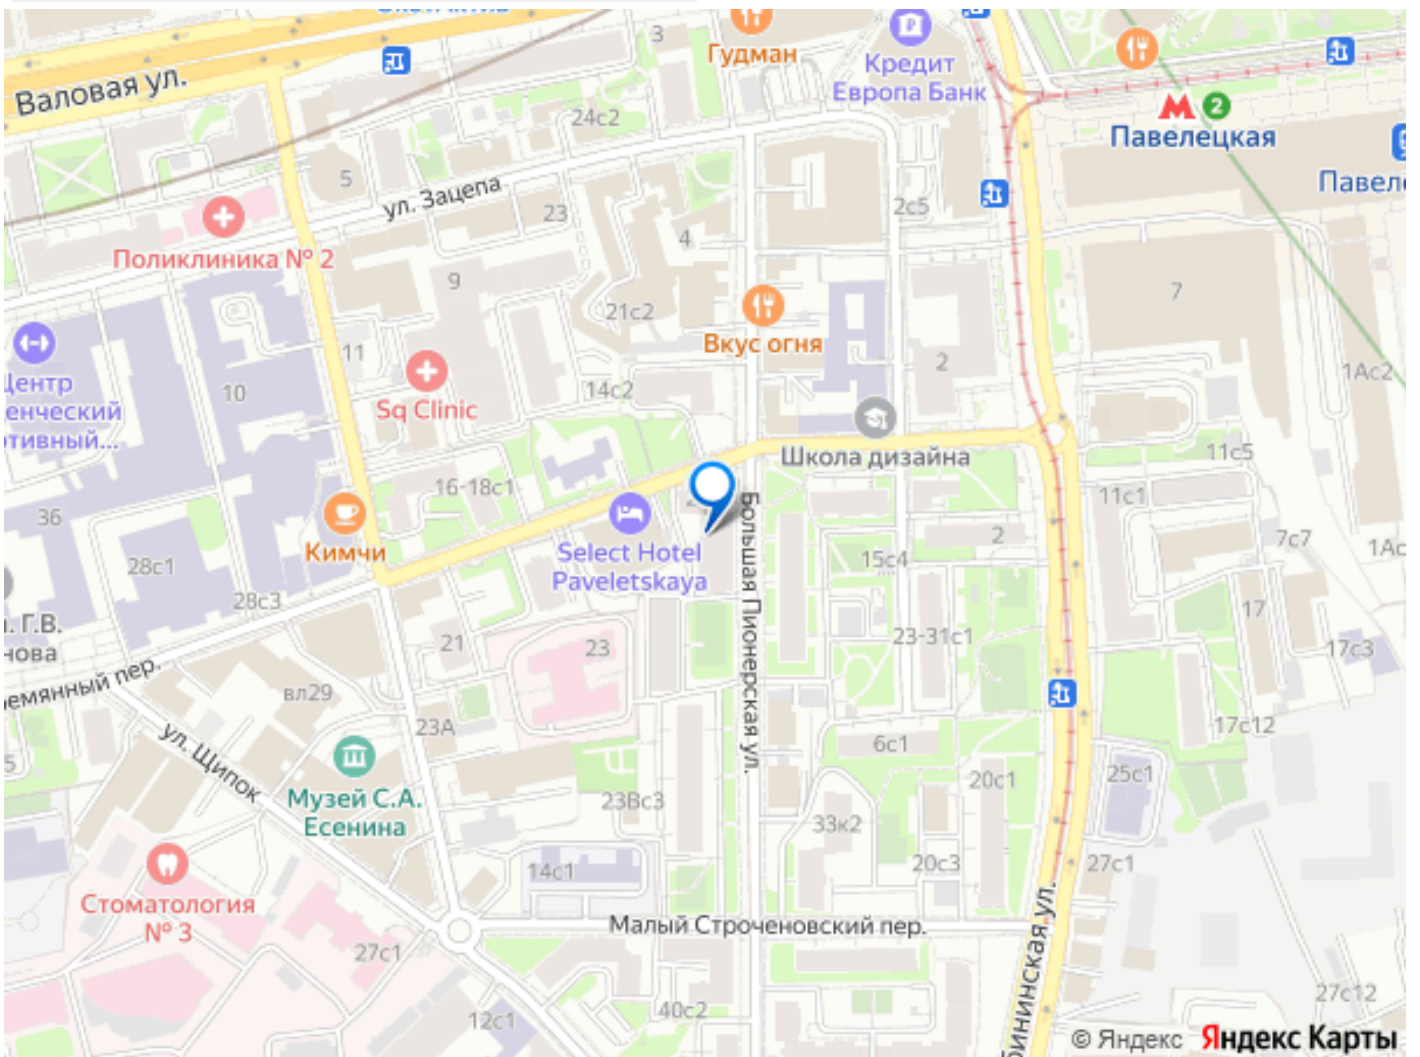 Валовая ул.
3
Гудман
Кредит
Европа Банк
2
Павелецкая
24с2
5
ул. Зацепа
23
2с5
4
Поликлиника № 2
9
21с2
7
Вкус огня
11
2
1Ас2
10
Sq Clinic
14с2
Школа дизайна
11с5
16-18с1
11с1
36
Кимчи
Select Hotel
Paveletskaya
Большая Пионерская ул.
2
7с7
28с1
15с4
28с3
17
21
23
23-31с1
17с3
вл29
23А
17с12
ул. Щипок
6с1
20с1
25с1
Музей С.А.
Есенина
23Вс3
33к2
14с1
20с3
27с1
Стоматология
№ 3
Малый Строченовский пер.
27с1
40с2
12с1
27с12
© Яндекс Яндекс Карты